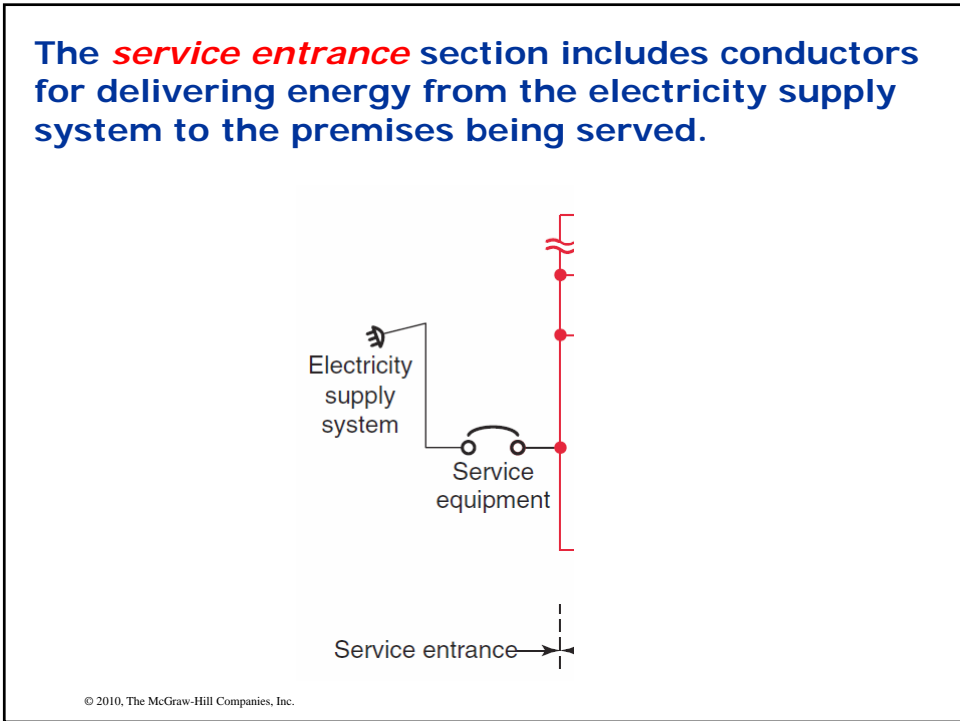 The service entrance section includes conductors
for delivering energy from the electricity supply
system to the premises being served.
Electricity
supply
system
Service
equipment
Service entrance
© 2010, The McGraw-Hill Companies, Inc.